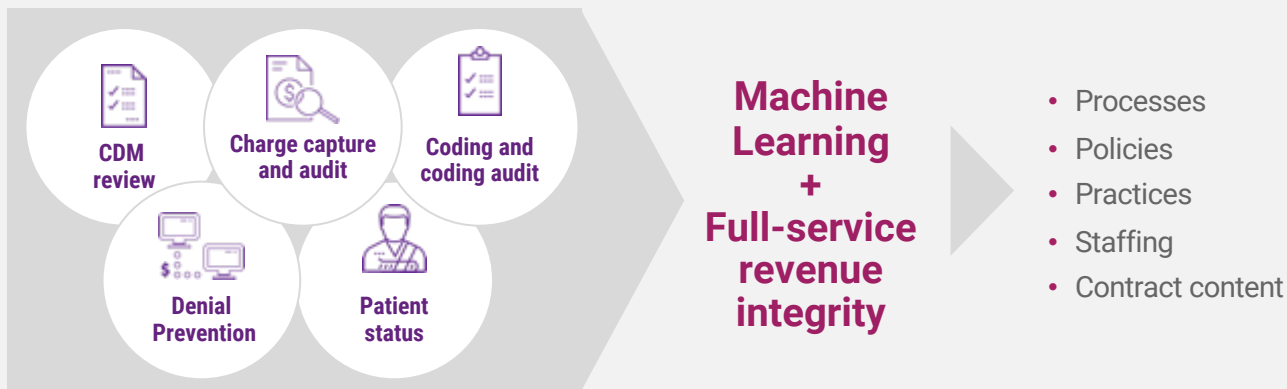 CDM
review
Charge capture
and audit
Coding and
coding audit
Denial
Prevention
Patient
status
Machine
Learning
+
Full-service
revenue
integrity
• Processes
• Policies
• Practices
• Staffing
• Contract content